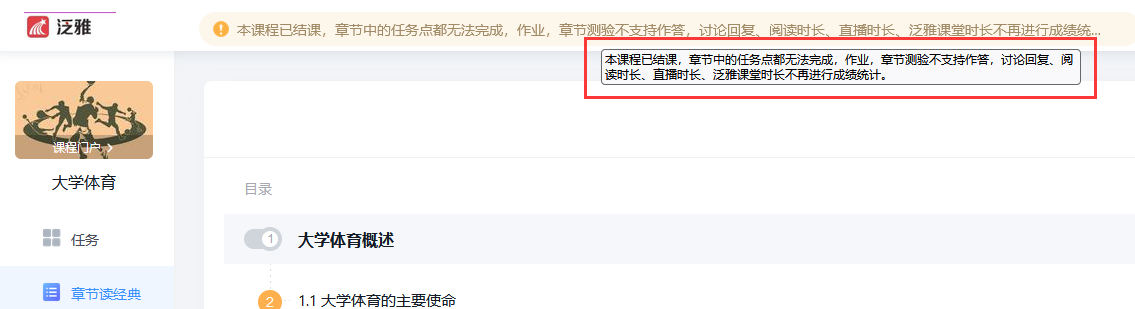 泛雅
本课程已结课，章节中的任务点都无法完成，作业，章节测验不支持作答，讨论回复、阅读时长、直播时长、泛雅课堂时长不再进行成绩统...
本课程已结课，章节中的任务点都无法完成，作业，章节测验不支持作答，讨论回复、阅
读时长、直播时长、泛雅课堂时长不再进行成绩统计。
课程门户 >
大学体育
任务
章节读经典
目录
1 大学体育概述
2 1.1 大学体育的主要使命